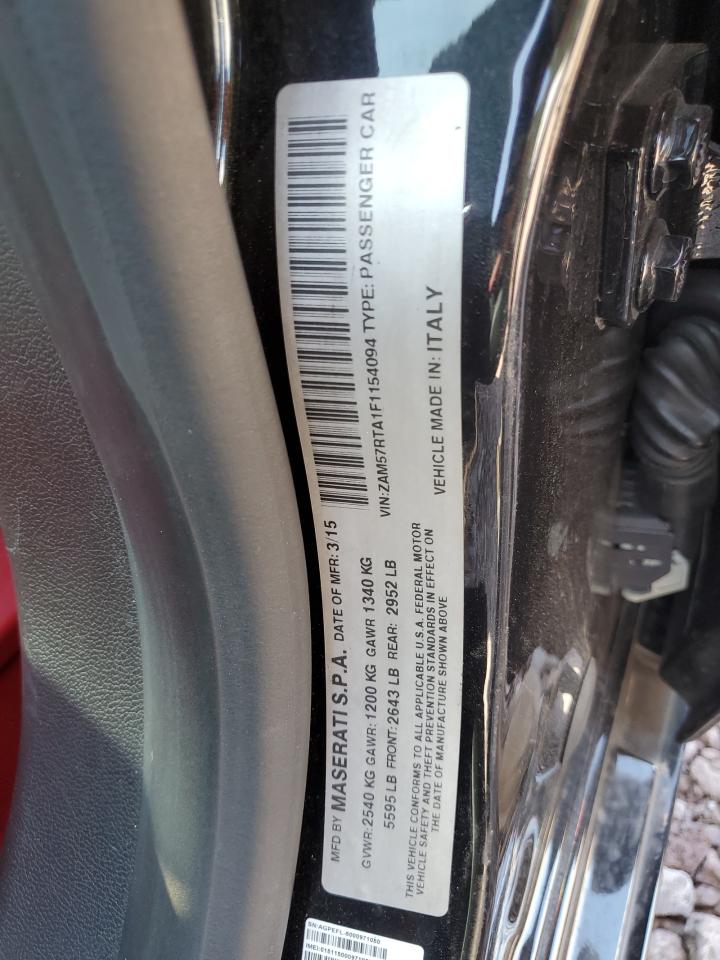 MFD BY MASERATI S.P.A. DATE OF MFR: 3/15
GVWR: 2540 KG GAWR: 1200 KG GAWR 1340 KG
5595 LB FRONT: 2643 LB REAR: 2952 LB
VIN: ZAM57RTA1F1154094 TYPE: PASSENGER CAR
THIS VEHICLE CONFORMS TO ALL APPLICABLE U.S.A. FEDERAL MOTOR
VEHICLE SAFETY AND THEFT PREVENTION STANDARDS IN EFFECT ON
THE DATE OF MANUFACTURE SHOWN ABOVE
VEHICLE MADE IN: ITALY
SN:AGPEFL-5000971050